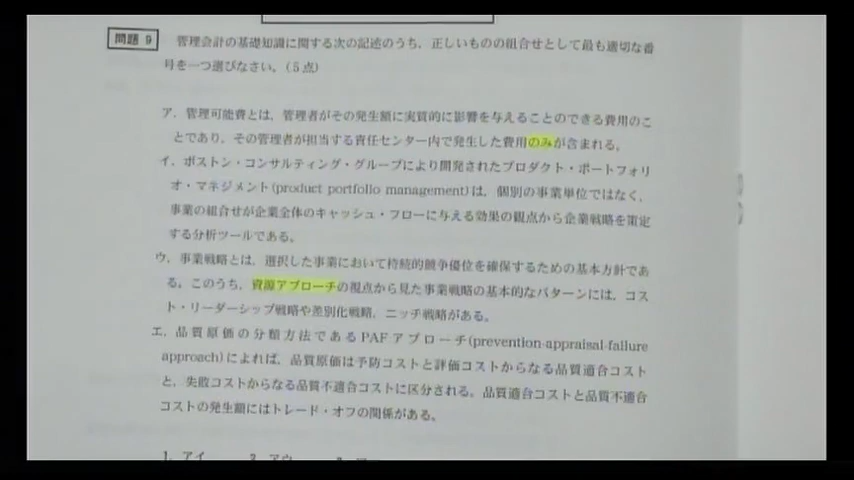 問題 9 管理会計の基礎知識に関する次の記述のうち，正しいものの組合せとして最も適切な番
号を一つ選びなさい。（5点）
ア．管理可能費とは，管理者がその発生額に実質的に影響を与えることのできる費用のこ
とであり，その管理者が担当する責任センター内で発生した費用のみが含まれる。
イ．ボストン・コンサルティング・グループにより開発されたプロダクト・ポートフォリ
オ・マネジメント(product portfolio management)は，個別の事業単位ではなく，
事業の組合せが企業全体のキャッシュ・フローに与える効果の観点から企業戦略を策定
する分析ツールである。
ウ．事業戦略とは，選択した事業において持続的競争優位を確保するための基本方針であ
る。このうち，資源アプローチの視点から見た事業戦略の基本的なパターンには，コス
ト・リーダーシップ戦略や差別化戦略，ニッチ戦略がある。
エ．品質原価の分類方法であるPAFアプローチ(prevention-appraisal-failure
approach)によれば，品質原価は予防コストと評価コストからなる品質適合コスト
と，失敗コストからなる品質不適合コストに区分される。品質適合コストと品質不適合
コストの発生額にはトレード・オフの関係がある。
1．アイ 2．アウ